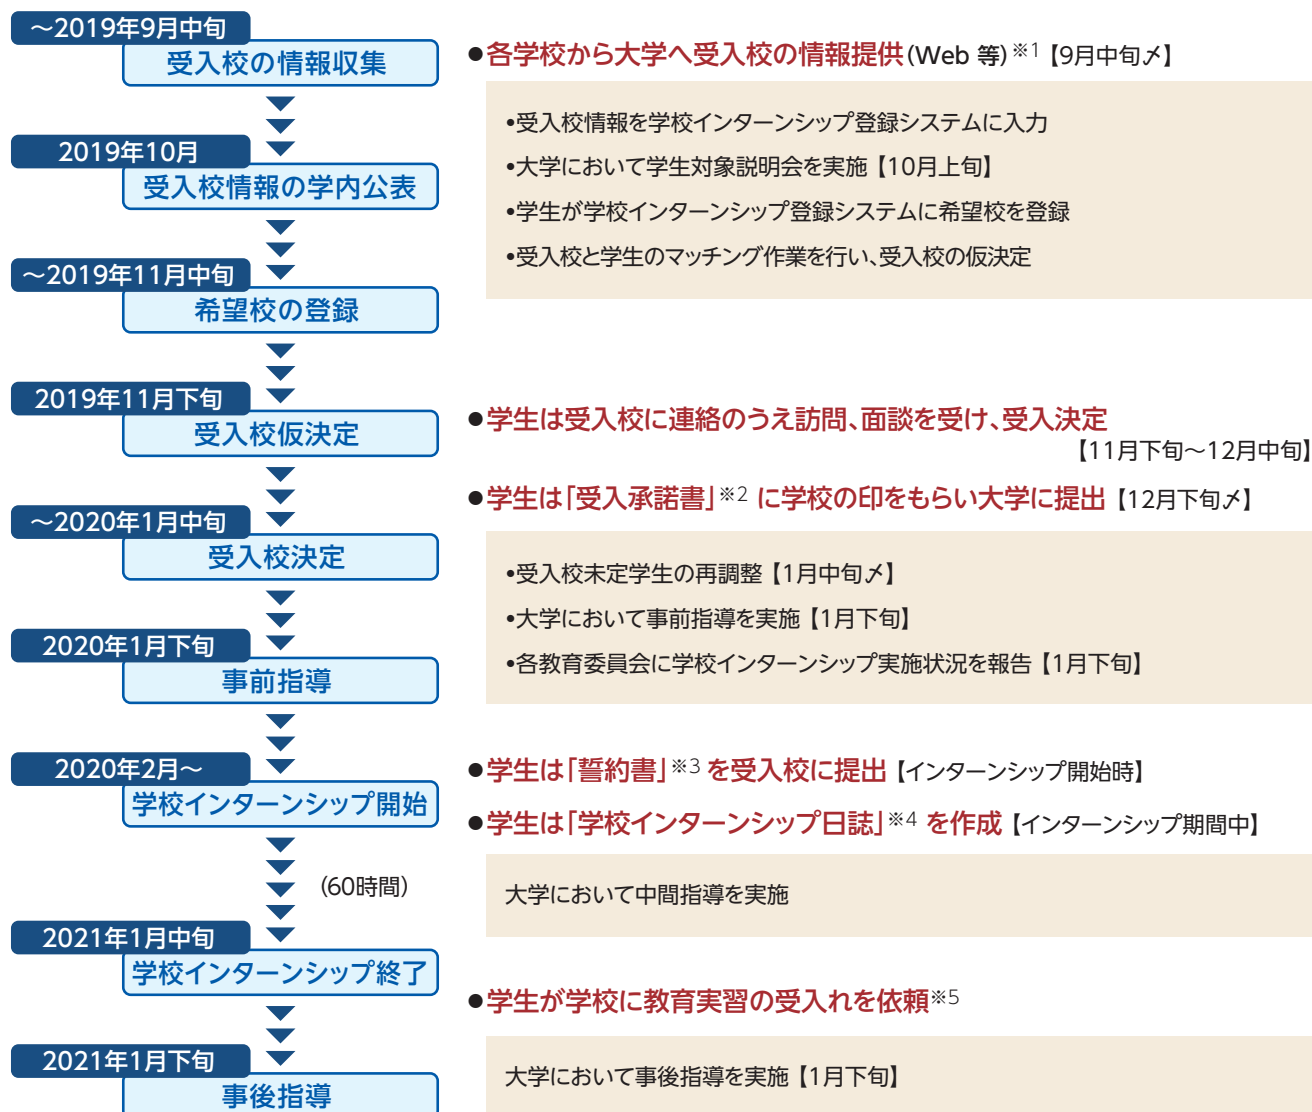 ～2019年9月中旬
受入校の情報収集
●各学校から大学へ受入校の情報提供(Web 等)※1【9月中旬〆】
•受入校情報を学校インターンシップ登録システムに入力
2019年10月
受入校情報の学内公表
•大学において学生対象説明会を実施【10月上旬】
•学生が学校インターンシップ登録システムに希望校を登録
•受入校と学生のマッチング作業を行い、受入校の仮決定
～2019年11月中旬
希望校の登録
2019年11月下旬
受入校仮決定
●学生は受入校に連絡のうえ訪問、面談を受け、受入決定
【11月下旬～12月中旬】
●学生は「受入承諾書」※2 に学校の印をもらい大学に提出【12月下旬〆】
～2020年1月中旬
受入校決定
•受入校未定学生の再調整【1月中旬〆】
•大学において事前指導を実施【1月下旬】
•各教育委員会に学校インターンシップ実施状況を報告【1月下旬】
2020年1月下旬
事前指導
2020年2月～
学校インターンシップ開始
●学生は「誓約書」※3 を受入校に提出【インターンシップ開始時】
●学生は「学校インターンシップ日誌」※4 を作成【インターンシップ期間中】
(60時間)
大学において中間指導を実施
2021年1月中旬
学校インターンシップ終了
●学生が学校に教育実習の受入れを依頼※5
2021年1月下旬
事後指導
大学において事後指導を実施【1月下旬】